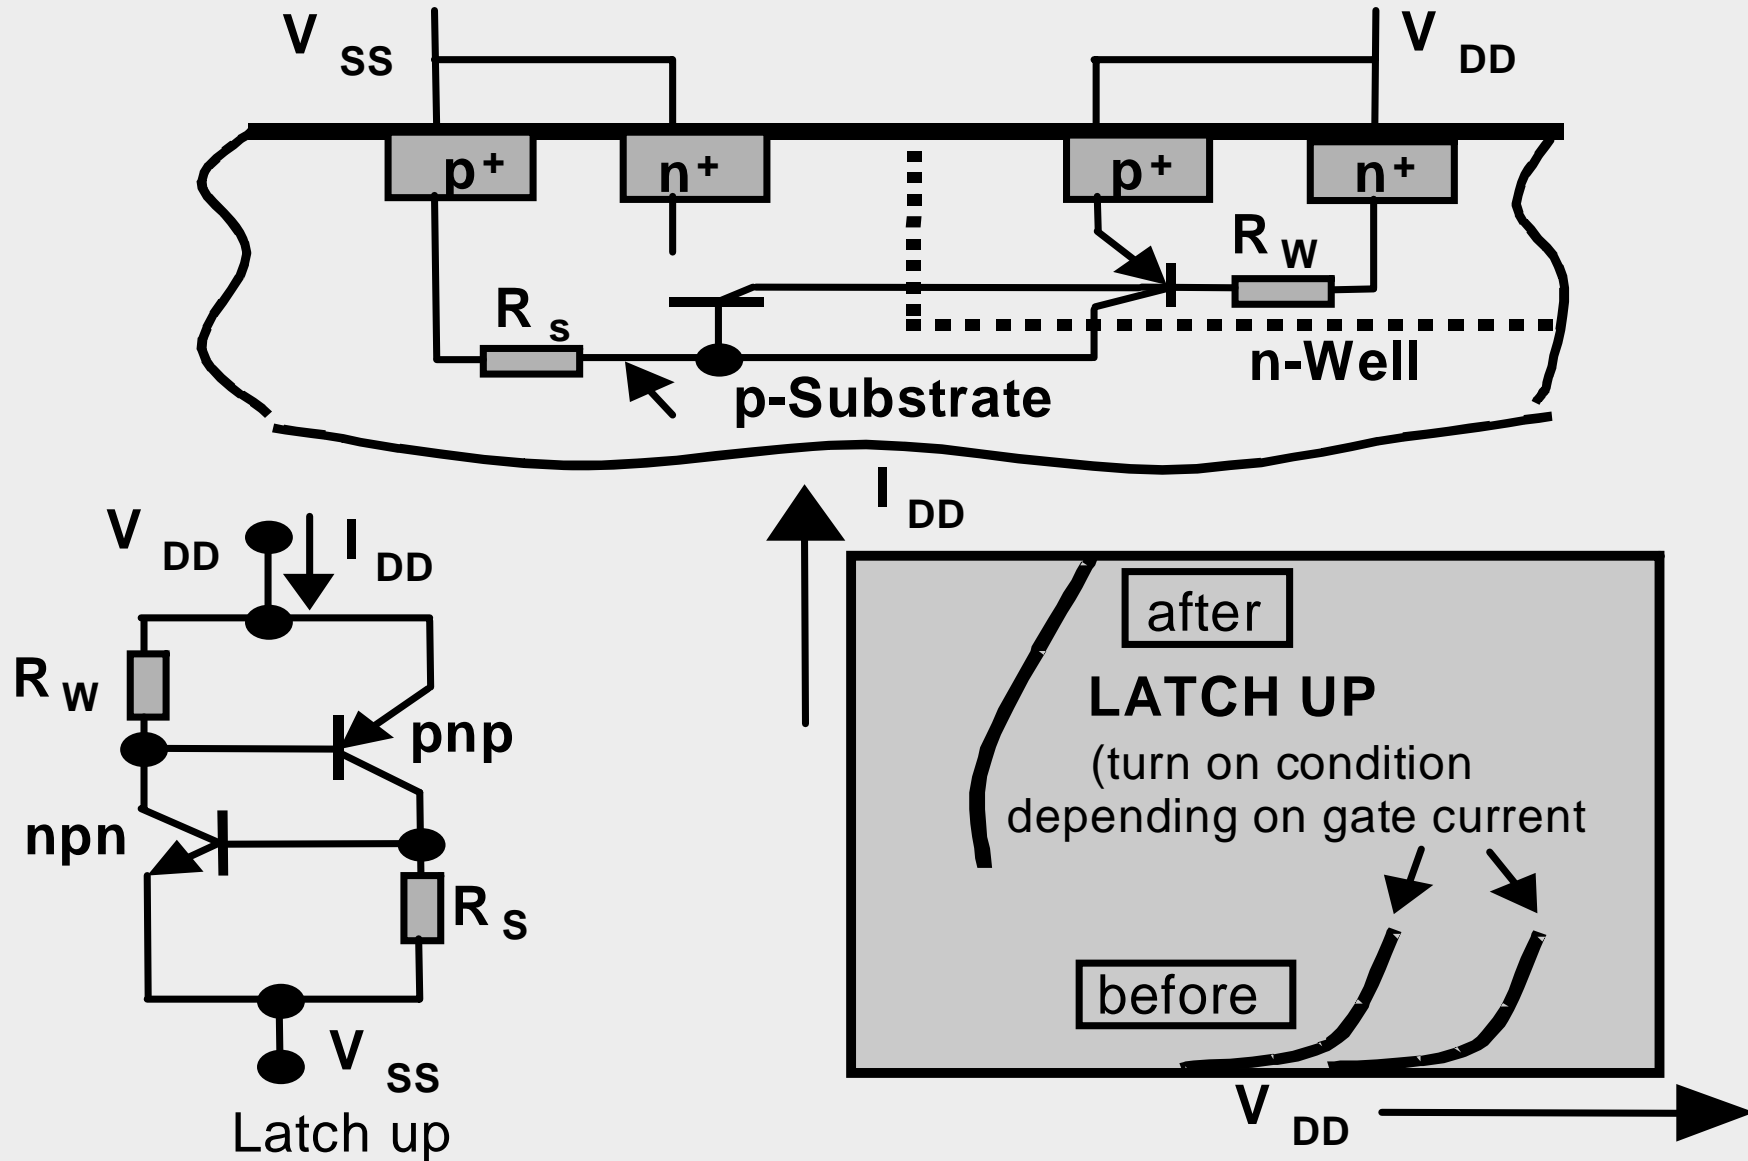 V SS
V DD
p+
n+
p+
n+
R W
R s
n-Well
p-Substrate
V DD
I DD
R W
pnp
npn
R S
V SS
Latch up
I DD
after
LATCH UP
(turn on condition
depending on gate current
before
V DD